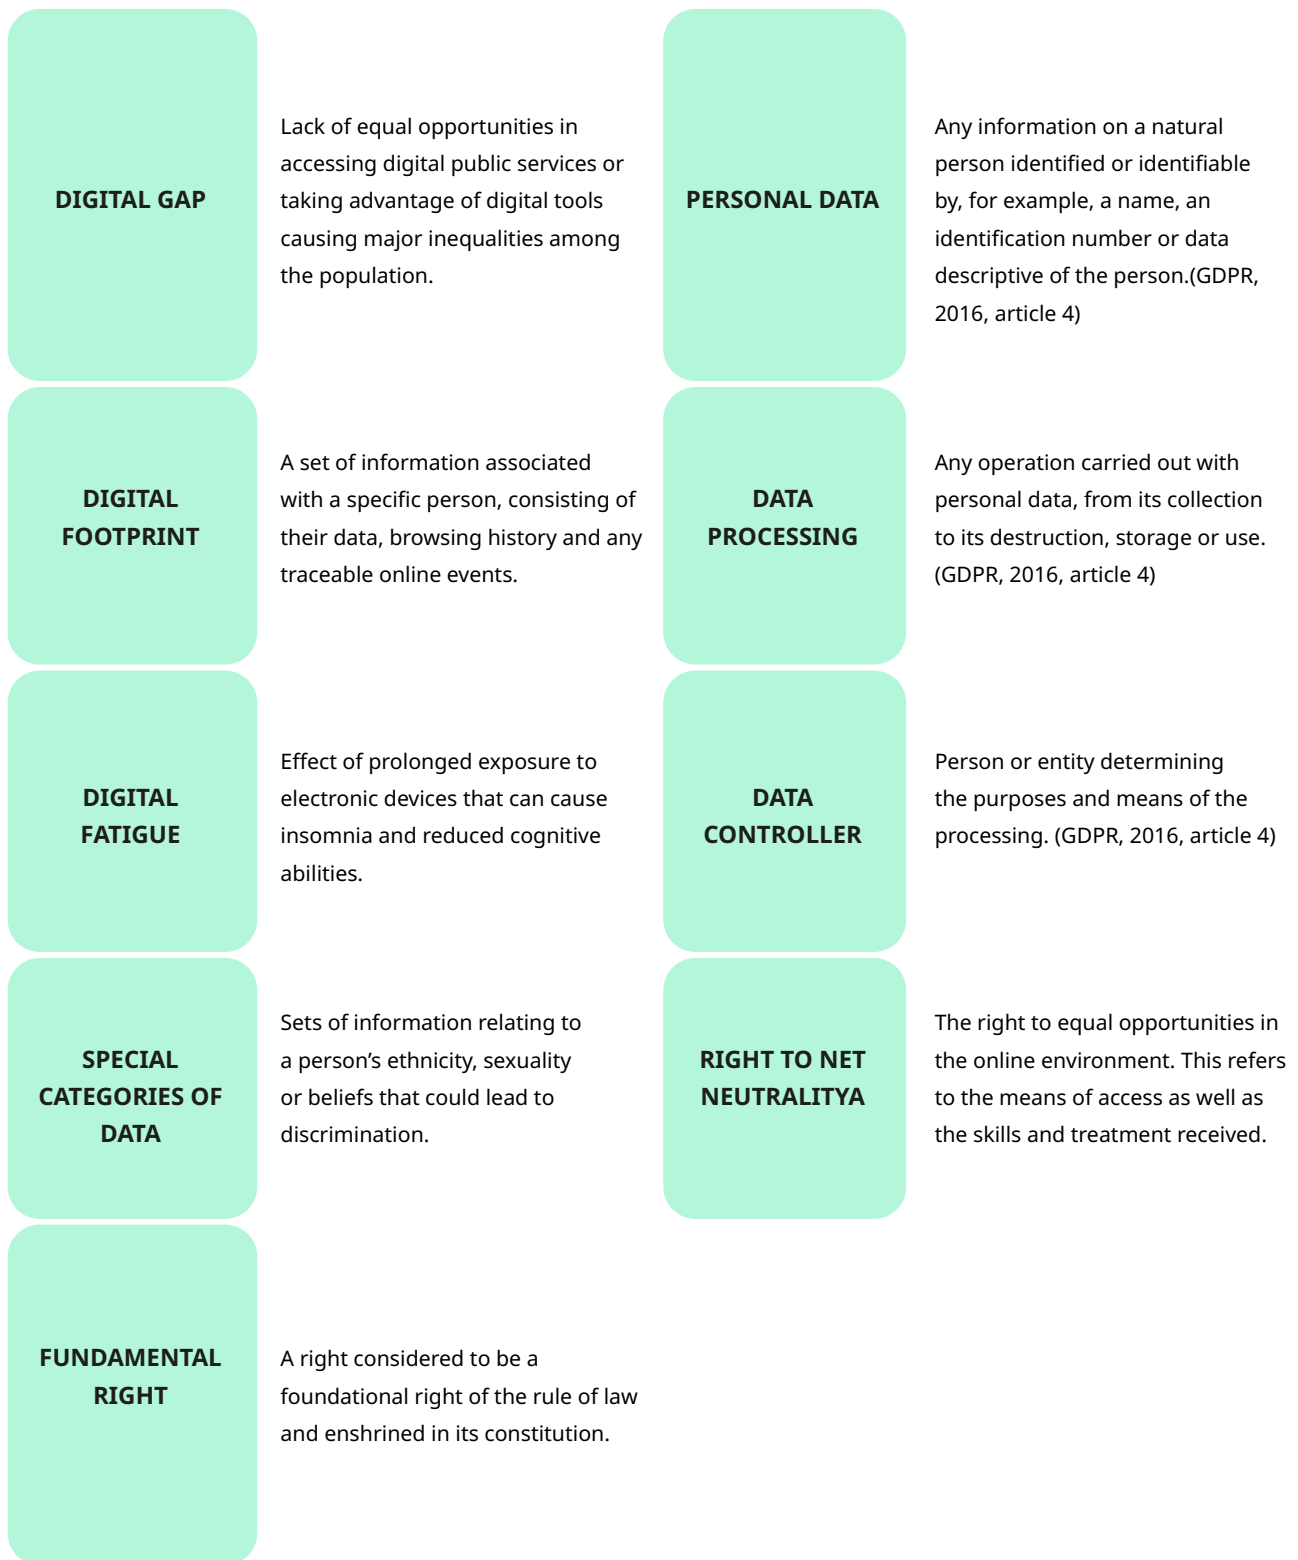 DIGITAL GAP
Lack of equal opportunities in
accessing digital public services or
taking advantage of digital tools
causing major inequalities among
the population.
DIGITAL
FOOTPRINT
A set of information associated
with a specific person, consisting of
their data, browsing history and any
traceable online events.
DIGITAL
FATIGUE
Effect of prolonged exposure to
electronic devices that can cause
insomnia and reduced cognitive
abilities.
SPECIAL
CATEGORIES OF
DATA
Sets of information relating to
a person’s ethnicity, sexuality
or beliefs that could lead to
discrimination.
FUNDAMENTAL
RIGHT
A right considered to be a
foundational right of the rule of law
and enshrined in its constitution.
PERSONAL DATA
Any information on a natural
person identified or identifiable
by, for example, a name, an
identification number or data
descriptive of the person.(GDPR,
2016, article 4)
DATA
PROCESSING
Any operation carried out with
personal data, from its collection
to its destruction, storage or use.
(GDPR, 2016, article 4)
DATA
CONTROLLER
Person or entity determining
the purposes and means of the
processing. (GDPR, 2016, article 4)
RIGHT TO NET
NEUTRALITYA
The right to equal opportunities in
the online environment. This refers
to the means of access as well as
the skills and treatment received.